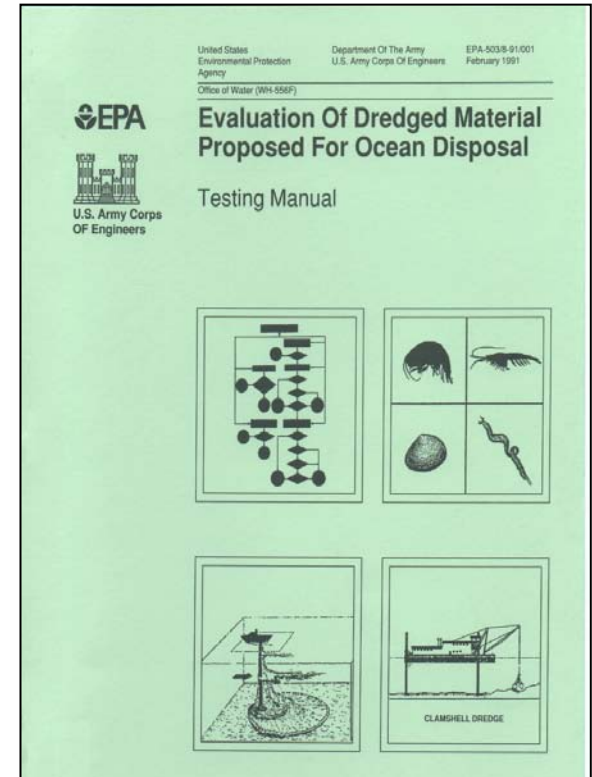 United States
Environmental Protection
Agency
Department Of The Army
U.S. Army Corps Of Engineers
EPA-503/8-91/001
February 1991
Office of Water (WH-556F)
EPA
Evaluation Of Dredged Material
Proposed For Ocean Disposal
U.S. Army Corps
OF Engineers
Testing Manual
CLAMSHELL DREDGE